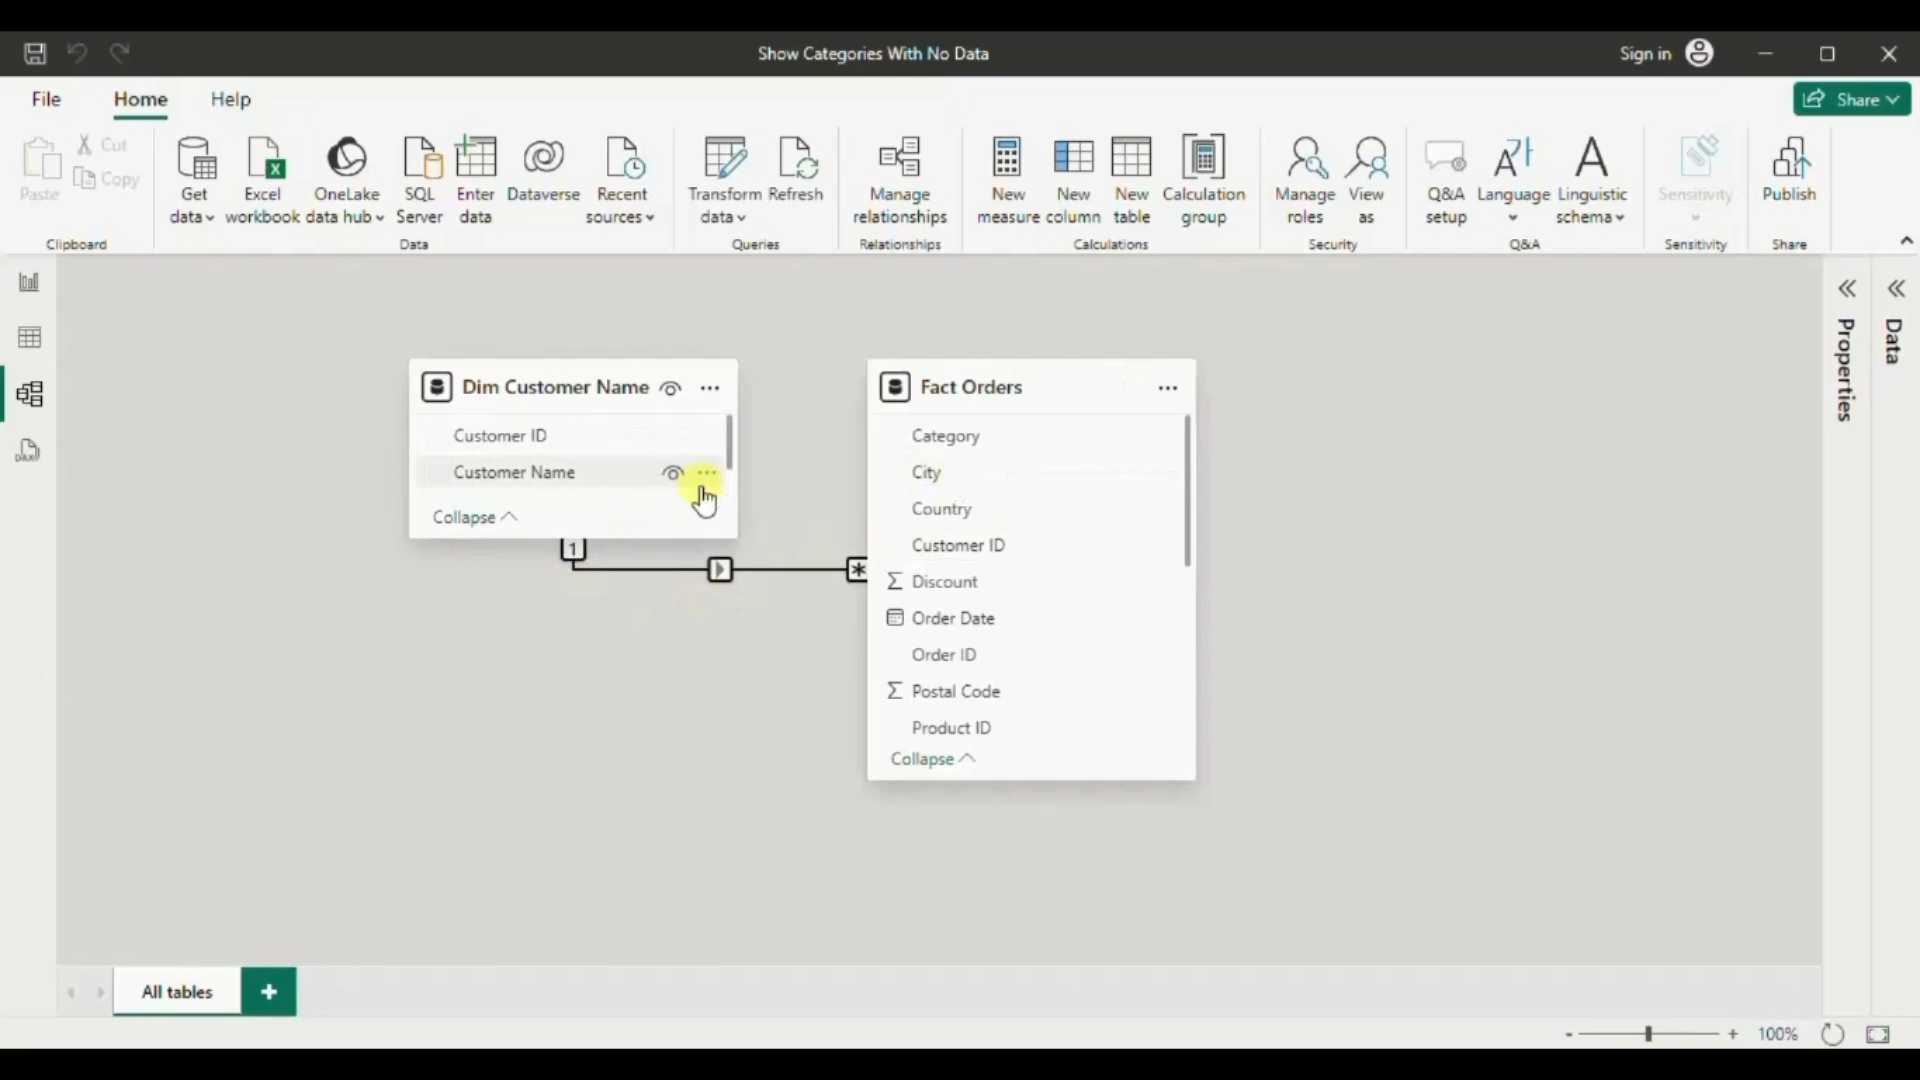 Show Categories With No Data
Sign in
File
Home
Help
Share
Paste
Cut
Copy
Clipboard
Get data
Excel workbook
OneLake data hub
SQL Server
Enter data
Dataverse
Recent sources
Data
Transform data
Refresh
Queries
Manage relationships
Relationships
New measure
New column
New table
Calculation group
Calculations
Manage roles
View as
Security
Q&A setup
Language
Linguistic schema
Q&A
Sensitivity
Sensitivity
Publish
Share
DAX
Dim Customer Name
Customer ID
Customer Name
Collapse
1
*
Fact Orders
Category
City
Country
Customer ID
Σ Discount
Order Date
Order ID
Σ Postal Code
Product ID
Collapse
Properties
Data
All tables
+
- + 100%